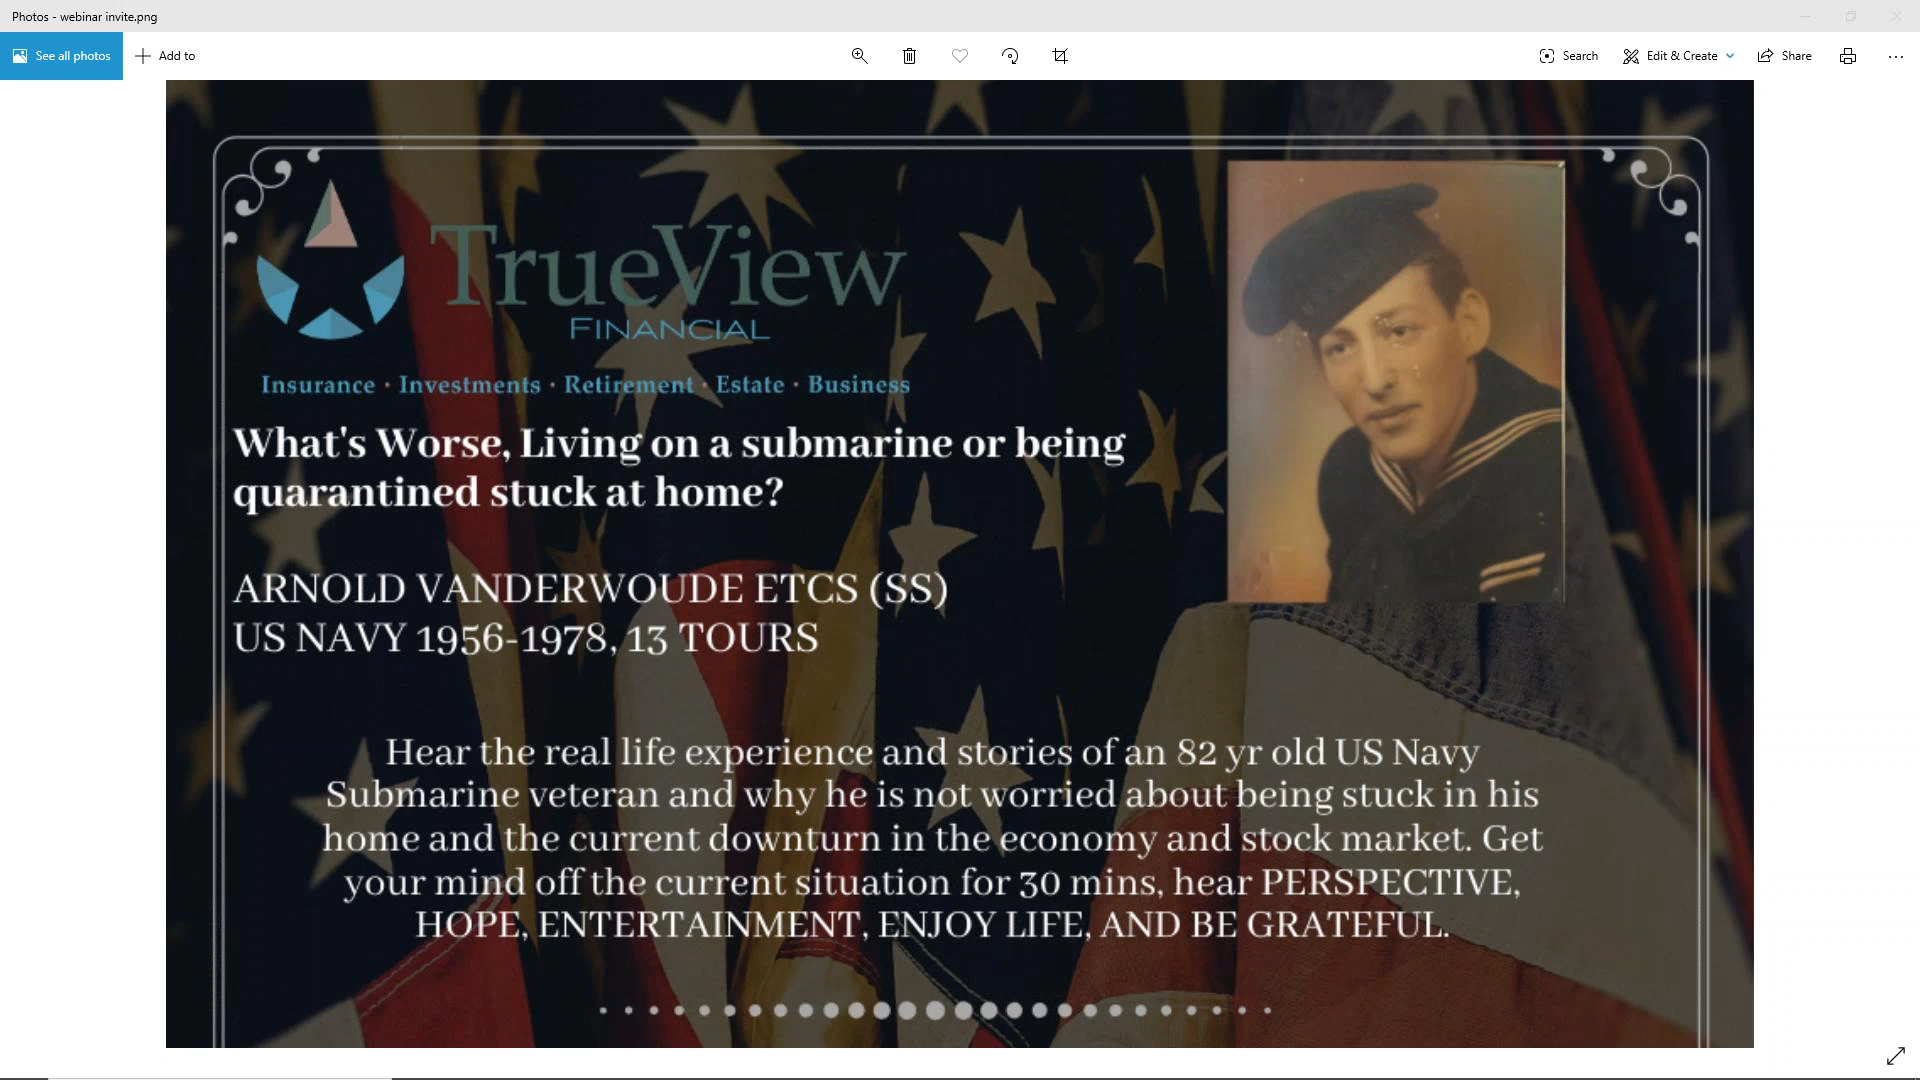 Photos - webinar invite.png
See all photos
Add to
Search
Edit & Create
Share
TrueView
FINANCIAL
Insurance · Investments · Retirement · Estate · Business
What's Worse, Living on a submarine or being
quarantined stuck at home?
ARNOLD VANDERWOUDE ETCS (SS)
US NAVY 1956-1978, 13 TOURS
Hear the real life experience and stories of an 82 yr old US Navy
Submarine veteran and why he is not worried about being stuck in his
home and the current downturn in the economy and stock market. Get
your mind off the current situation for 30 mins, hear PERSPECTIVE,
HOPE, ENTERTAINMENT, ENJOY LIFE, AND BE GRATEFUL.